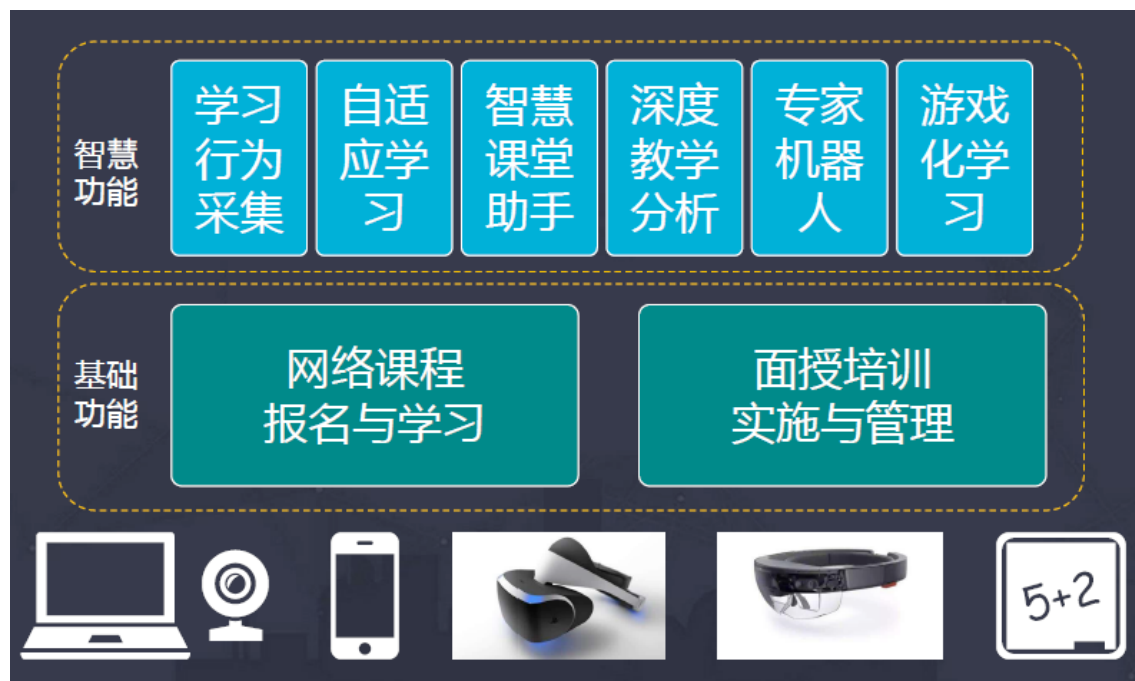 智慧
功能
学习
行为
采集
自适
应学
习
智慧
课堂
助手
深度
教学
分析
专家
机器
人
游戏
化学
习
基础
功能
网络课程
报名与学习
面授培训
实施与管理
5+2